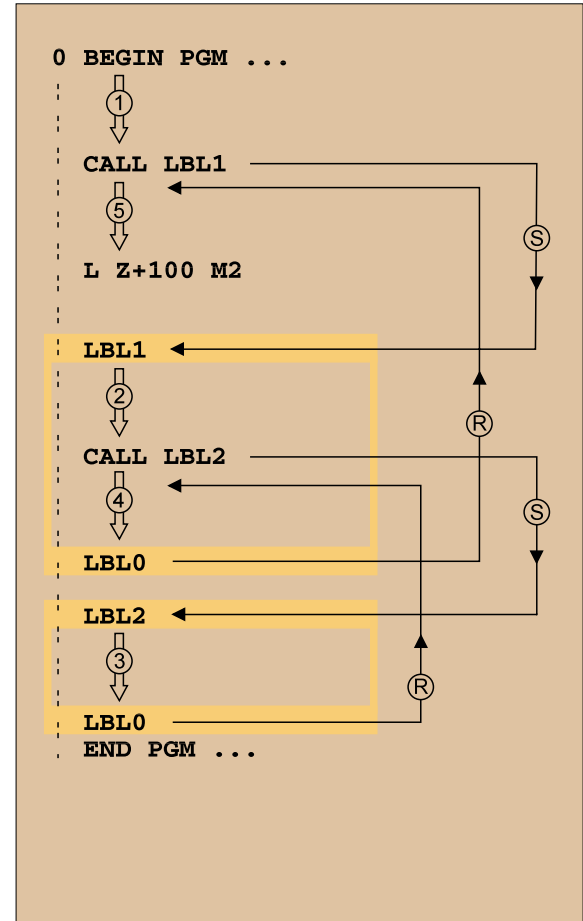 0 BEGIN PGM ...
1
CALL LBL1
5
S
L Z+100 M2
LBL1
2
R
CALL LBL2
4
S
LBL0
LBL2
3
R
LBL0
END PGM ...